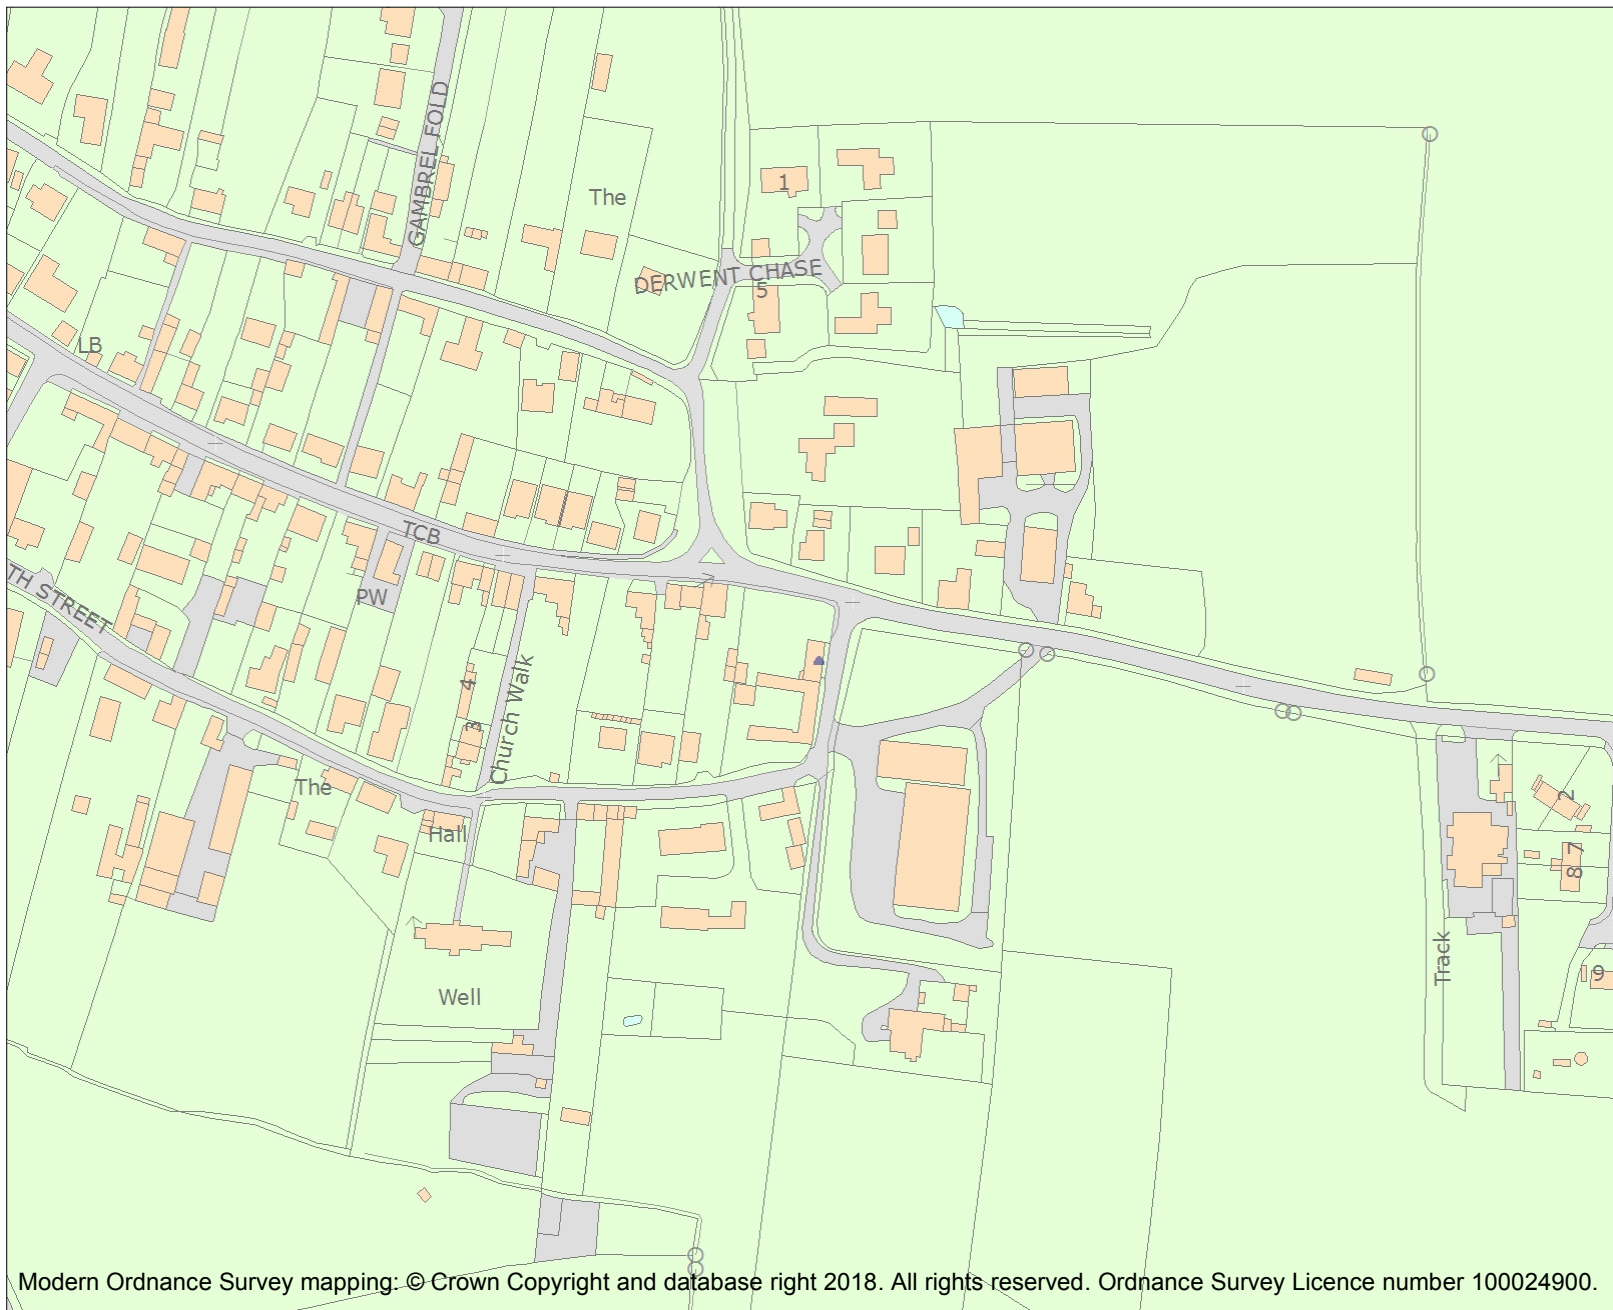 GAMBREL FOLD
The
1
DERWENT CHASE
5
LB
TCB
TH STREET
PW
4
3
Church Walk
The
Hall
2
7
8
Track
9
Well
Modern Ordnance Survey mapping: © Crown Copyright and database right 2018. All rights reserved. Ordnance Survey Licence number 100024900.